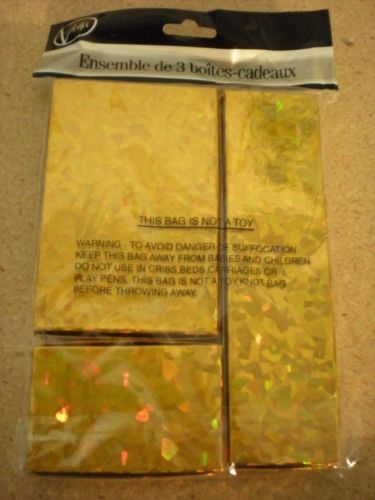 Ensemble de 3 boîtes-cadeaux
THIS BAG IS NOT A TOY
WARNING - TO AVOID DANGER OF SUFFOCATION
KEEP THIS BAG AWAY FROM BABIES AND CHILDREN.
DO NOT USE IN CRIBS,BEDS,CARRIAGES OR
PLAY PENS. THIS BAG IS NOT A TOY,KNOT BAG
BEFORE THROWING AWAY.